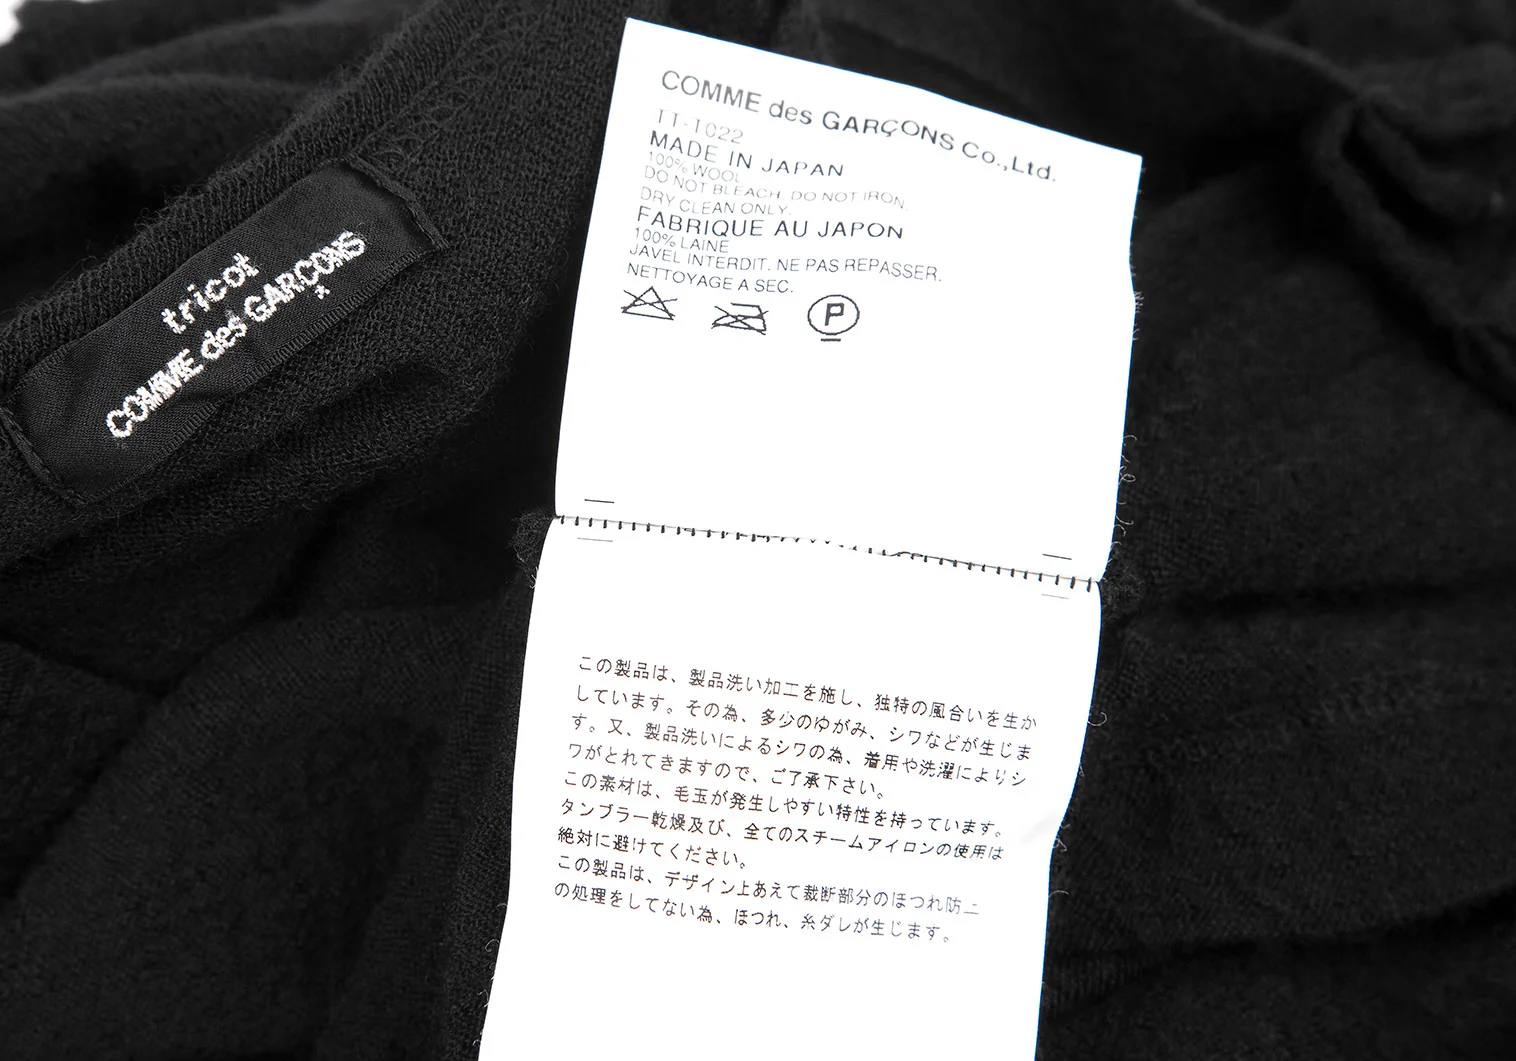 tricot
COMME des GARÇONS
COMME des GARÇONS Co.,Ltd.
TT-T022
MADE IN JAPAN
100% WOOL
DO NOT BLEACH. DO NOT IRON.
DRY CLEAN ONLY.
FABRIQUE AU JAPON
100% LAINE
JAVEL INTERDIT. NE PAS REPASSER.
NETTOYAGE A SEC.
P
この製品は、製品洗い加工を施し、独特の風合いを生か
しています。その為、多少のゆがみ、シワなどが生じま
す。又、製品洗いによるシワの為、着用や洗濯によりシ
ワがとれてきますので、ご了承下さい。
この素材は、毛玉が発生しやすい特性を持っています。
タンブラー乾燥及び、全てのスチームアイロンの使用は
絶対に避けてください。
この製品は、デザイン上あえて裁断部分のほつれ防止
の処理をしてない為、ほつれ、糸ダレが生じます。